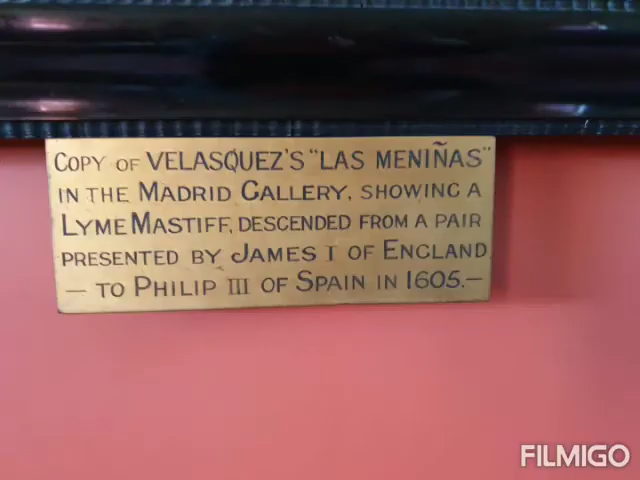 COPY OF VELASQUEZ'S "LAS MENIÑAS"
IN THE MADRID GALLERY, SHOWING A
LYME MASTIFF, DESCENDED FROM A PAIR
PRESENTED BY JAMES I OF ENGLAND
— TO PHILIP III OF SPAIN IN 1605.—
FILMIGO